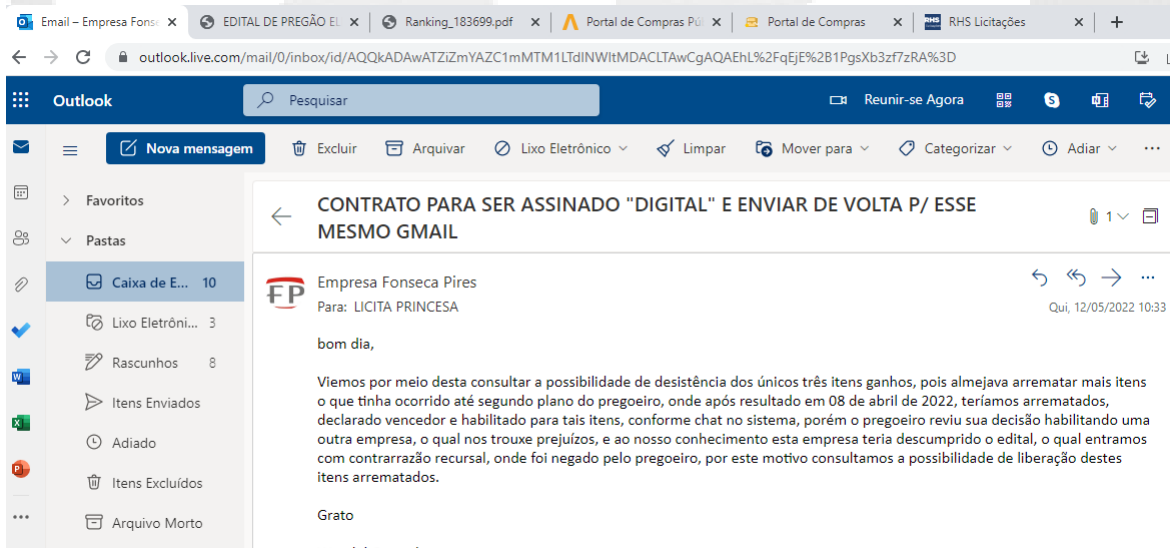 Email – Empresa Fonse
EDITAL DE PREGÃO EL
Ranking_183699.pdf
Portal de Compras Pú
Portal de Compras
RHS Licitações
outlook.live.com/mail/0/inbox/id/AQQkADAwATZiZmYAZC1mMTM1LTdlNWItMDACLTAwCgAQAEhL%2FqEjE%2B1PgsXb3zf7zRA%3D
Outlook
Pesquisar
Reunir-se Agora
Nova mensagem
Excluir
Arquivar
Lixo Eletrônico
Limpar
Mover para
Categorizar
Adiar
Favoritos
Pastas
Caixa de E... 10
Lixo Eletrôni... 3
Rascunhos 8
Itens Enviados
Adiado
Itens Excluídos
Arquivo Morto
CONTRATO PARA SER ASSINADO "DIGITAL" E ENVIAR DE VOLTA P/ ESSE
MESMO GMAIL
1
FP
Empresa Fonseca Pires
Para: LICITA PRINCESA
Qui, 12/05/2022 10:33
bom dia,
Viemos por meio desta consultar a possibilidade de desistência dos únicos três itens ganhos, pois almejava arrematar mais itens
o que tinha ocorrido até segundo plano do pregoeiro, onde após resultado em 08 de abril de 2022, teríamos arrematados,
declarado vencedor e habilitado para tais itens, conforme chat no sistema, porém o pregoeiro reviu sua decisão habilitando uma
outra empresa, o qual nos trouxe prejuízos, e ao nosso conhecimento esta empresa teria descumprido o edital, o qual entramos
com contrarrazão recursal, onde foi negado pelo pregoeiro, por este motivo consultamos a possibilidade de liberação destes
itens arrematados.
Grato